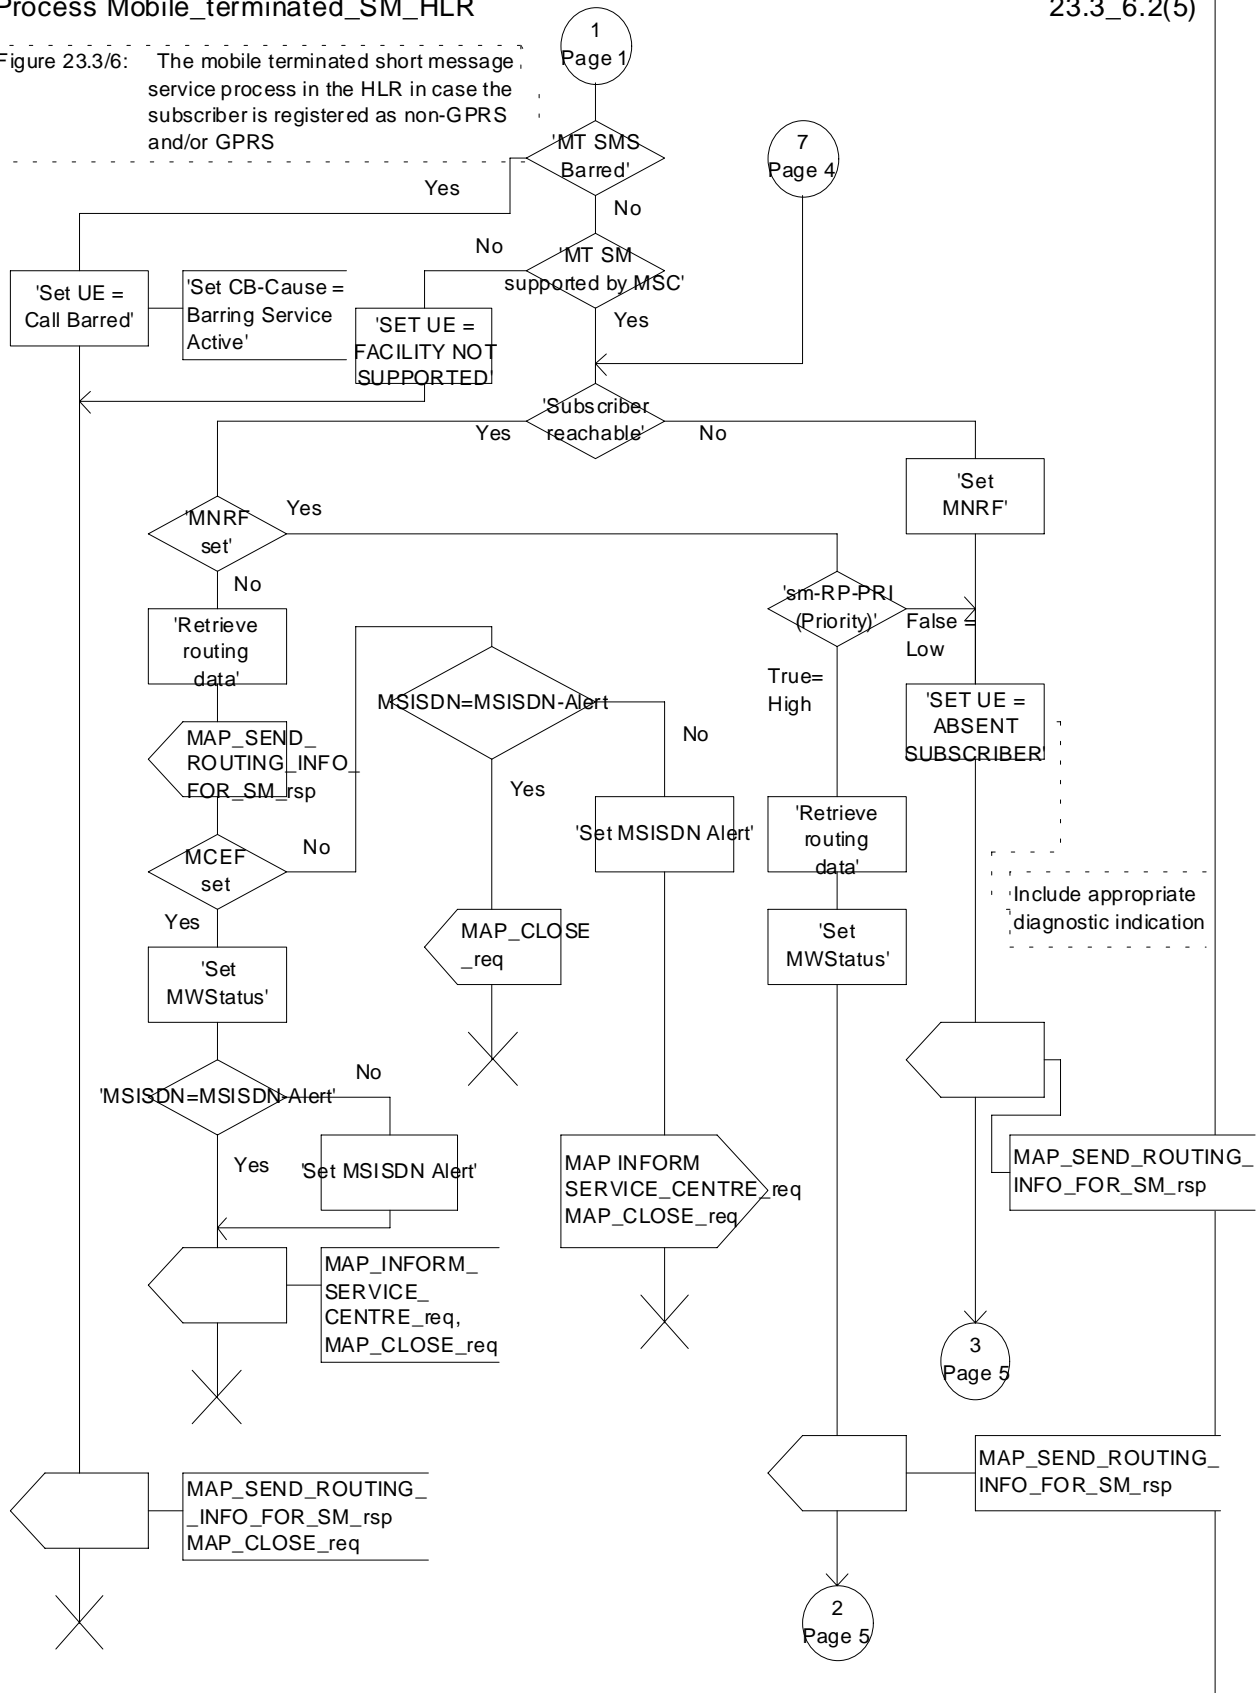 Process Mobile_terminated_SM_HLR
23.3_6.2(5)
Figure 23.3/6: The mobile terminated short message
service process in the HLR in case the
subscriber is registered as non-GPRS
and/or GPRS
1
Page 1
'MT SMS
Barred'
7
Page 4
Yes
No
No
'MT SM
supported by MSC'
'Set UE =
Call Barred'
'Set CB-Cause =
Barring Service
Active'
'SET UE =
FACILITY NOT
SUPPORTED'
Yes
'Subscriber
reachable'
Yes
No
'Set
MNRF'
'MNRF
set'
Yes
No
'sm-RP-PRI
(Priority)'
False =
Low
True=
High
'Retrieve
routing
data'
MSISDN=MSISDN-Alert
No
Yes
'SET UE =
ABSENT
SUBSCRIBER'
MAP_SEND_
ROUTING_INFO_
FOR_SM_rsp
'Set MSISDN Alert'
'Retrieve
routing
data'
MCEF
set
No
Yes
Include appropriate
diagnostic indication
MAP_CLOSE
_req
'Set
MWStatus'
'Set
MWStatus'
'MSISDN=MSISDN-Alert'
No
Yes
'Set MSISDN Alert'
MAP INFORM
SERVICE_CENTRE_req
MAP_CLOSE_req
MAP_SEND_ROUTING_
INFO_FOR_SM_rsp
MAP_INFORM_
SERVICE_
CENTRE_req,
MAP_CLOSE_req
3
Page 5
MAP_SEND_ROUTING_
_INFO_FOR_SM_rsp
MAP_CLOSE_req
MAP_SEND_ROUTING_
INFO_FOR_SM_rsp
2
Page 5